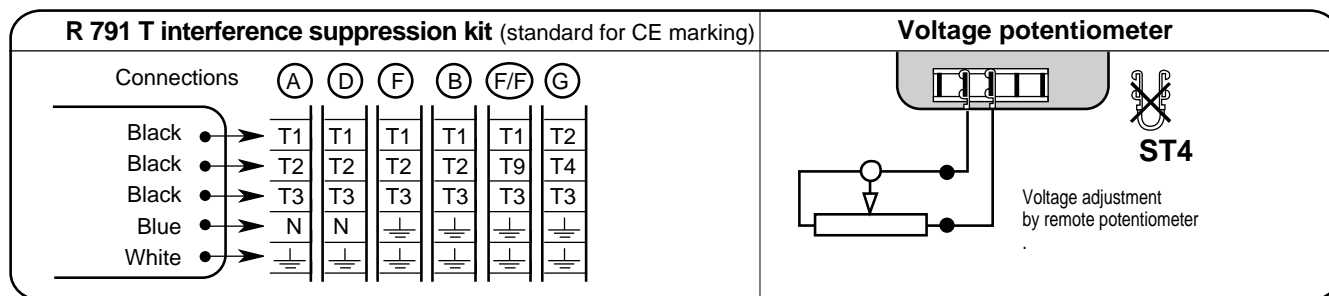 R 791 T interference suppression kit (standard for CE marking)
Voltage potentiometer
Connections A D F B F/F G
Black T1 T1 T1 T1 T1 T2
Black T2 T2 T2 T2 T9 T4
Black T3 T3 T3 T3 T3 T3
Blue N N
White
ST4
Voltage adjustment
by remote potentiometer
.